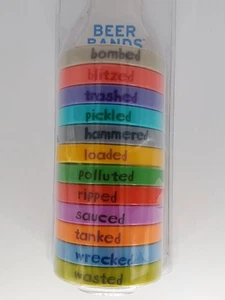 BEER
BANDS
bombed
blitzed
trashed
pickled
hammered
loaded
polluted
ripped
sauced
tanked
wrecked
wasted